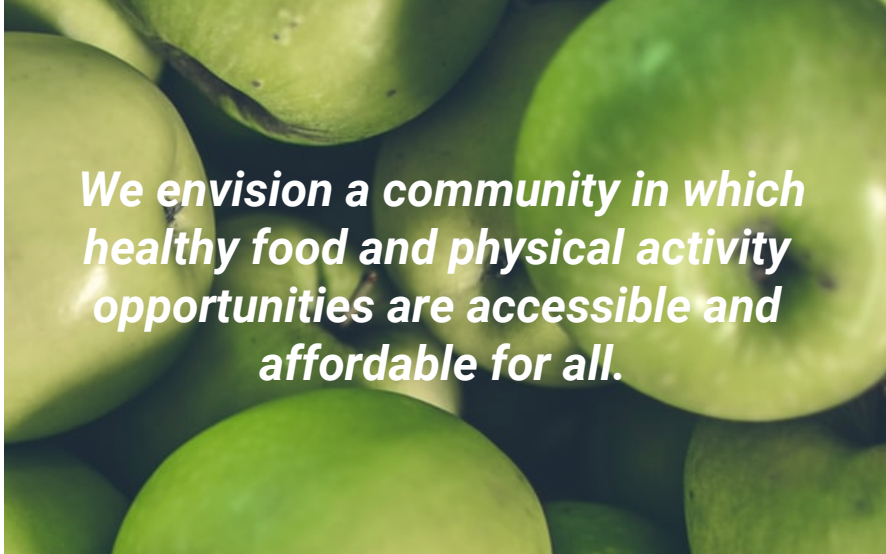 We envision a community in which
healthy food and physical activity
opportunities are accessible and
affordable for all.